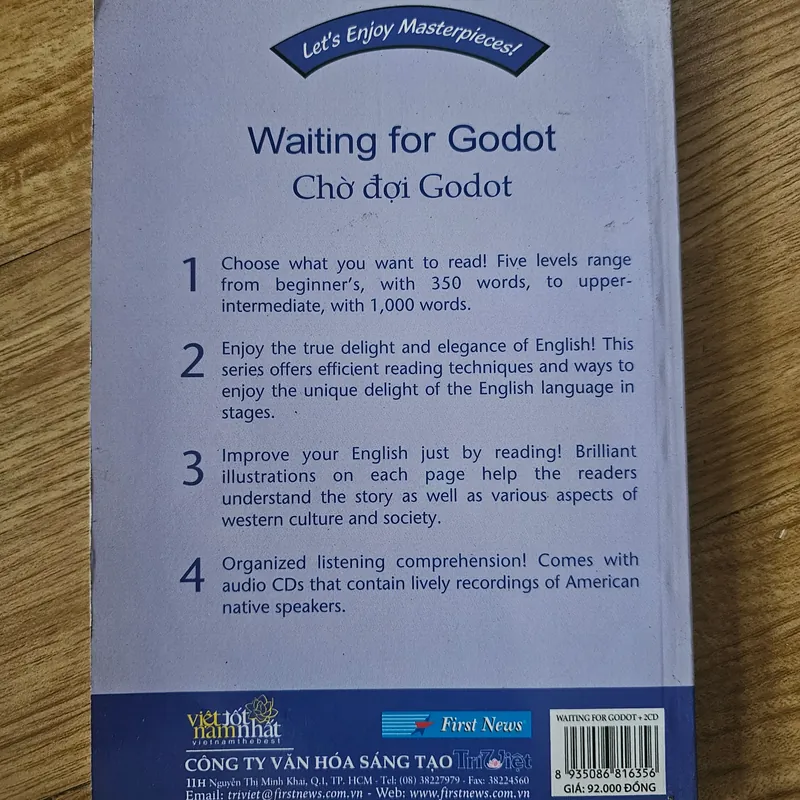 Let's Enjoy Masterpieces!
Waiting for Godot
Chờ đợi Godot
1 Choose what you want to read! Five levels range
from beginner's, with 350 words, to upper-
intermediate, with 1,000 words.
2 Enjoy the true delight and elegance of English! This
series offers efficient reading techniques and ways to
enjoy the unique delight of the English language in
stages.
3 Improve your English just by reading! Brilliant
illustrations on each page help the readers
understand the story as well as various aspects of
western culture and society.
4 Organized listening comprehension! Comes with
audio CDs that contain lively recordings of American
native speakers.
việt tốt
nam nhất
vietnamthebest
First News
CÔNG TY VĂN HÓA SÁNG TẠO Trí Việt
11H Nguyễn Thị Minh Khai, Q.1, TP. HCM - Tel: (08) 38227979 - Fax: 38224560
Email: triviet@firstnews.com.vn - Web: www.firstnews.com.vn
WAITING FOR GODOT + 2CD
8 935086 816356
GIÁ: 92.000 ĐỒNG